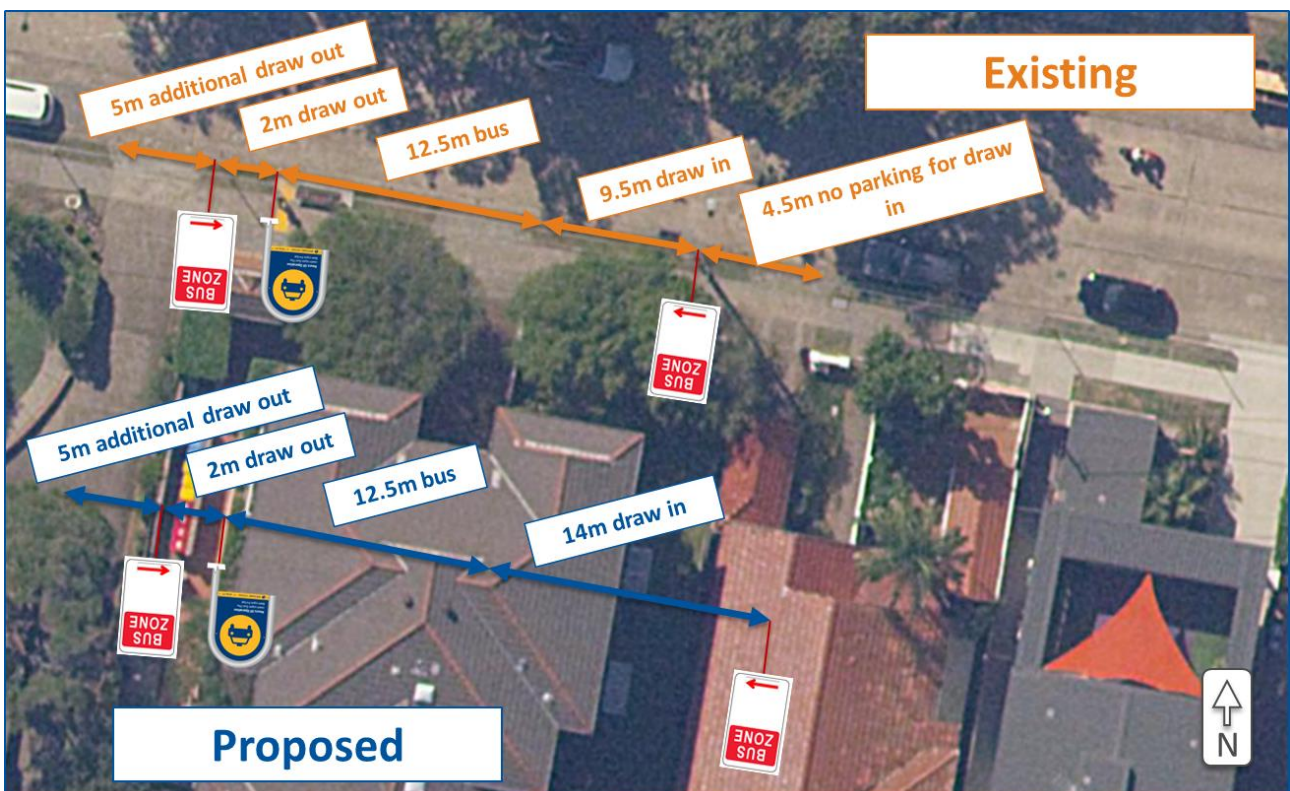 Existing
5m additional draw out
2m draw out
12.5m bus
9.5m draw in
4.5m no parking for draw
in
BUS
ZONE
BUS
ZONE
5m additional draw out
2m draw out
12.5m bus
14m draw in
BUS
ZONE
BUS
ZONE
Proposed
N